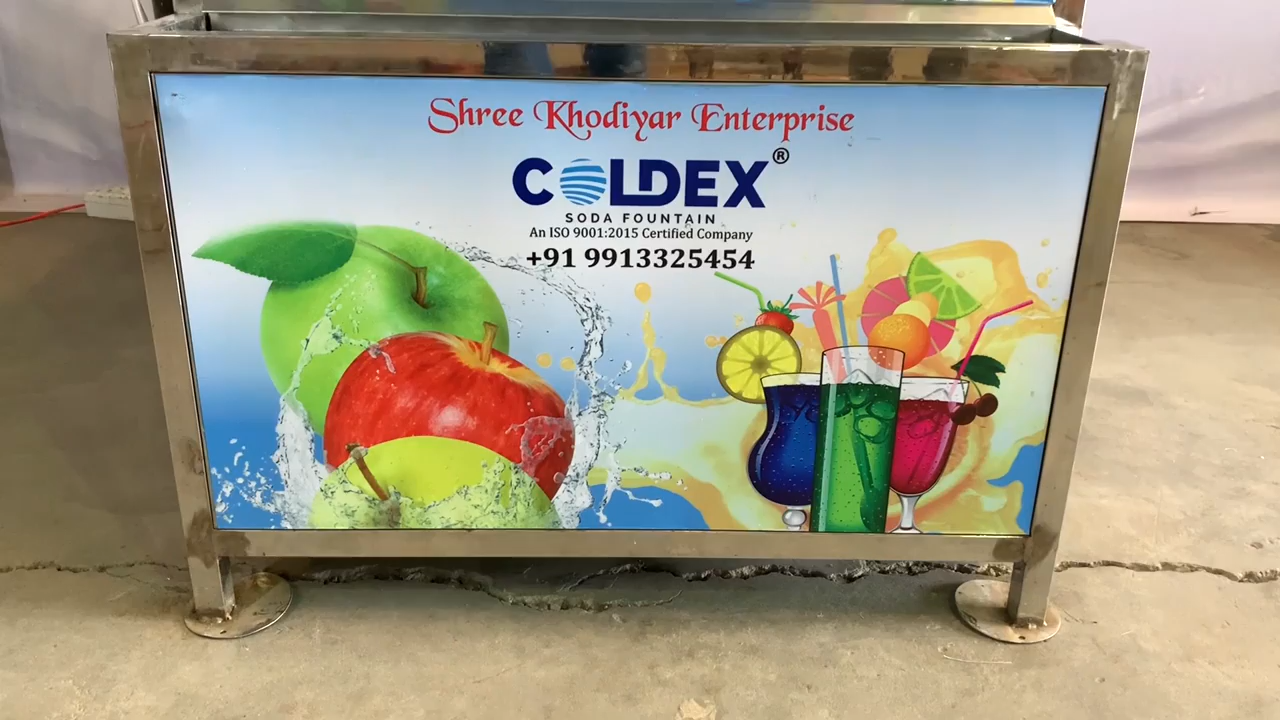 Shree Khodiyar Enterprise
COLDEX®
SODA FOUNTAIN
An ISO 9001:2015 Certified Company
+91 9913325454